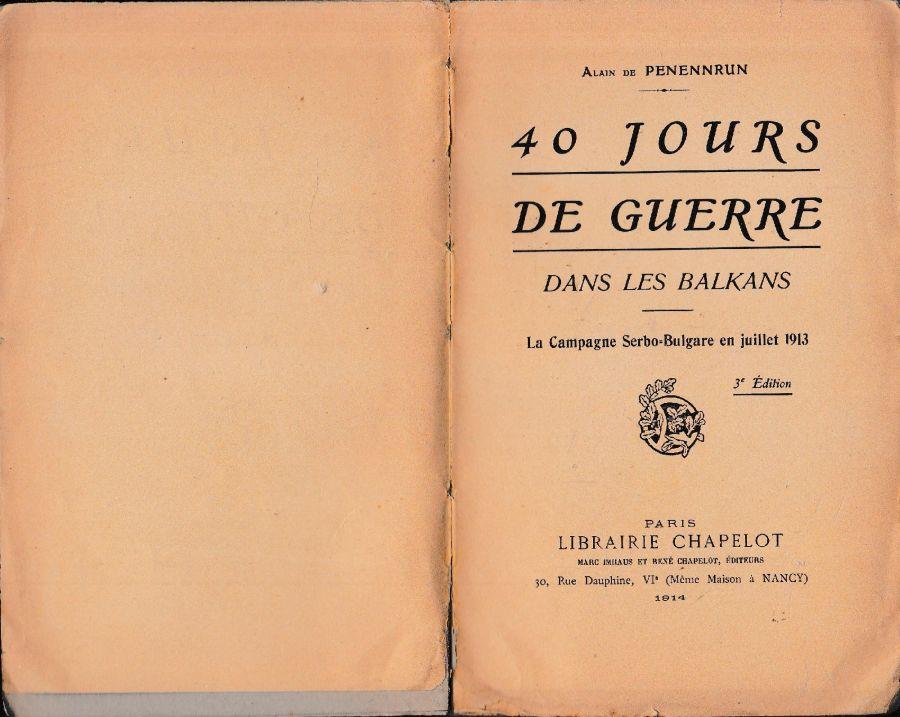 Alain de PENENNRUN
40 JOURS
DE GUERRE
DANS LES BALKANS
La Campagne Serbo-Bulgare en juillet 1913
3e Édition
PARIS
LIBRAIRIE CHAPELOT
MARC IMHAUS ET RENÉ CHAPELOT, ÉDITEURS
30, Rue Dauphine, VIe (Même Maison à NANCY)
1914